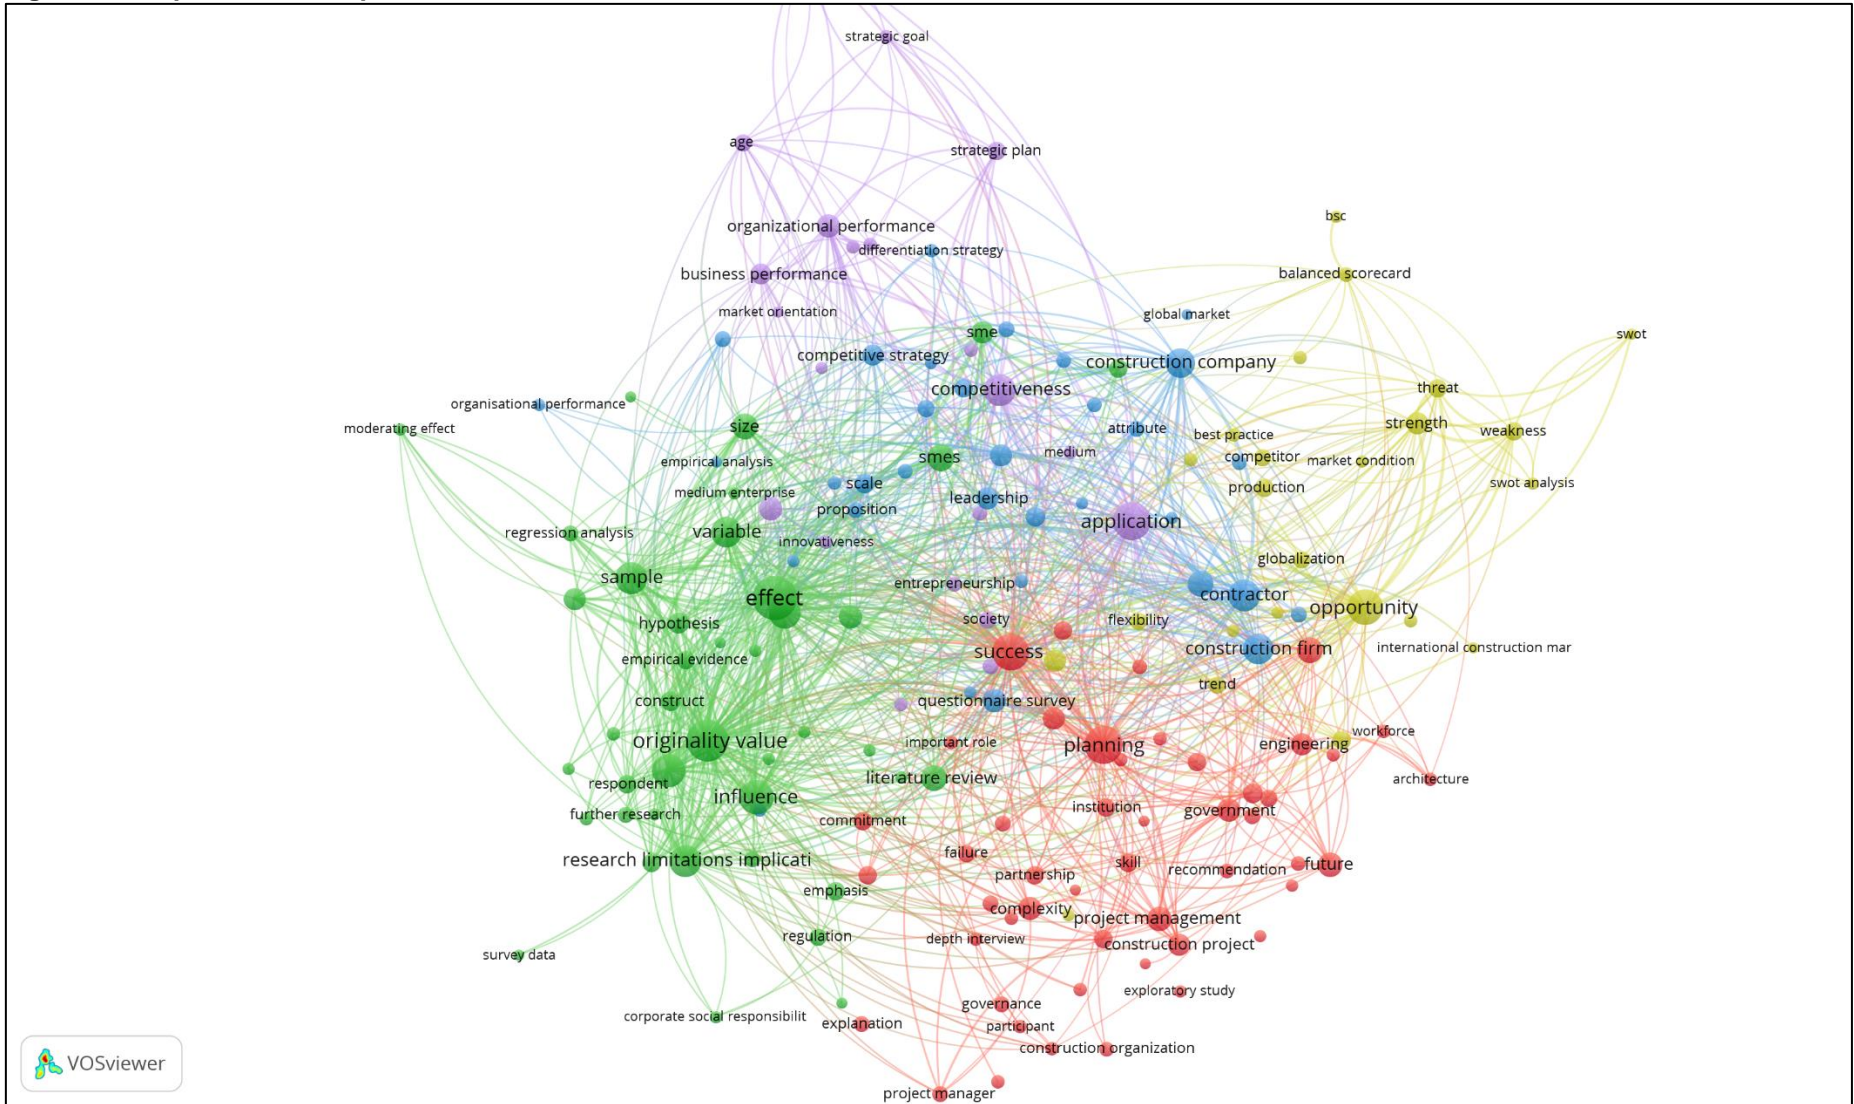 strategic goal
age
strategic plan
bsc
organizational performance
differentiation strategy
balanced scorecard
business performance
market orientation
global market
sme
swot
competitive strategy
construction company
competitiveness
threat
organisational performance
moderating effect
size
attribute
best practice
strength
weakness
empirical analysis
smes
medium
competitor
market condition
medium enterprise
scale
leadership
production
swot analysis
proposition
regression analysis
variable
innovativeness
application
globalization
sample
entrepreneurship
effect
contractor
opportunity
hypothesis
society
flexibility
empirical evidence
success
construction firm
international construction mar
trend
construct
questionnaire survey
originality value
important role
planning
engineering
workforce
respondent
literature review
architecture
influence
institution
government
further research
commitment
research limitations implicati
failure
skill
recommendation
future
partnership
emphasis
complexity
project management
regulation
depth interview
construction project
survey data
exploratory study
governance
corporate social responsibilit
explanation
participant
construction organization
VOSviewer
project manager